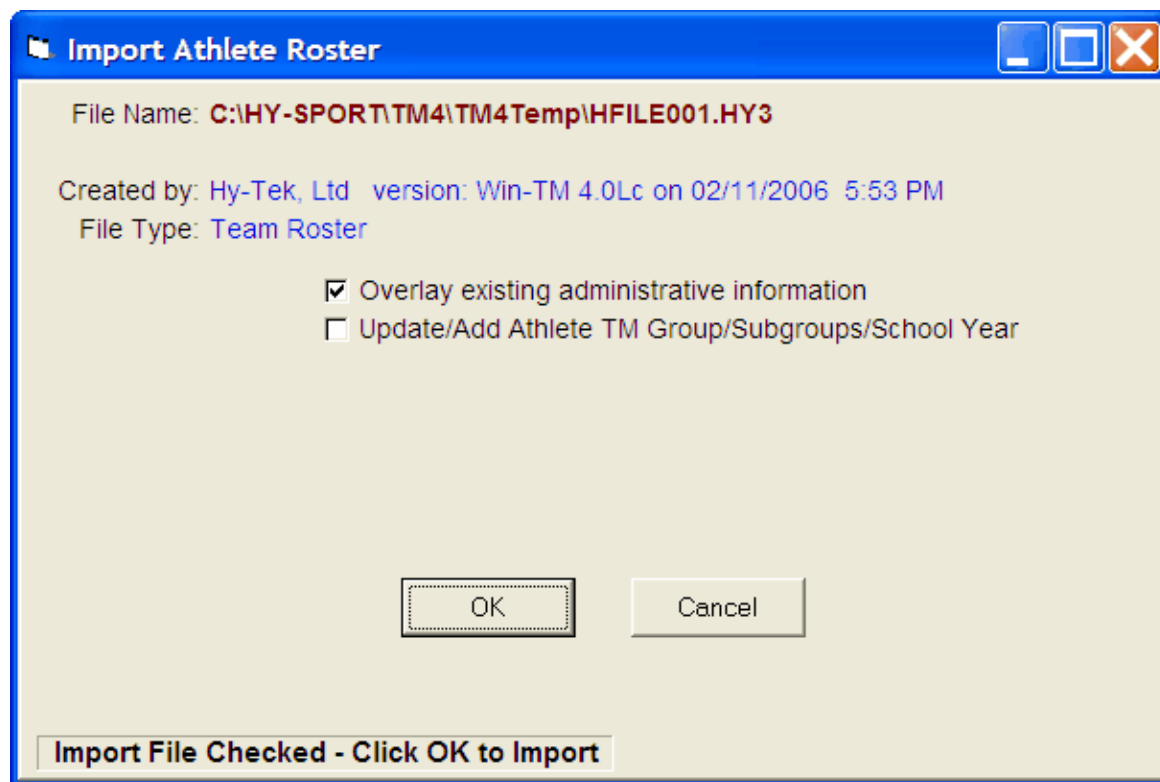 Import Athlete Roster
File Name: C:\HY-SPORT\TM4\TM4Temp\HFILE001.HY3
Created by: Hy-Tek, Ltd version: Win-TM 4.0Lc on 02/11/2006 5:53 PM
File Type: Team Roster
Overlay existing administrative information
Update/Add Athlete TM Group/Subgroups/School Year
OK Cancel
Import File Checked - Click OK to Import